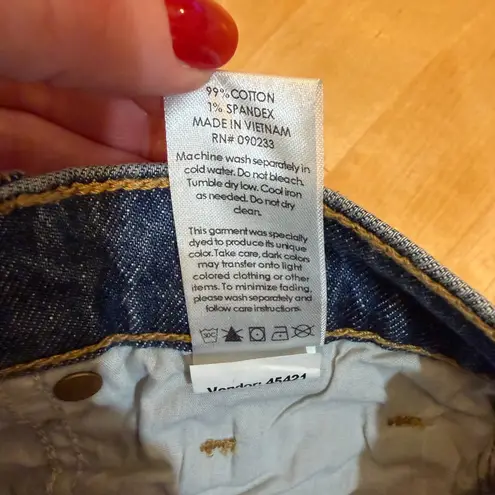 99% COTTON
1% SPANDEX
MADE IN VIETNAM
RN# 090233
Machine wash separately in
cold water. Do not bleach.
Tumble dry low. Cool iron
as needed. Do not dry
clean.
This garment was specially
dyed to produce its unique
color. Take care, dark colors
may transfer onto light
colored clothing or other
items. To minimize fading,
please wash separately and
follow care instructions.
Vendor: 45421